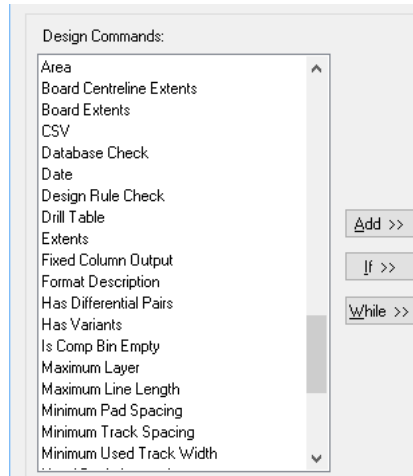 Design Commands:
Area
Board Centreline Extents
Board Extents
CSV
Database Check
Date
Design Rule Check
Drill Table
Extents
Fixed Column Output
Format Description
Has Differential Pairs
Has Variants
Is Comp Bin Empty
Maximum Layer
Maximum Line Length
Minimum Pad Spacing
Minimum Track Spacing
Minimum Used Track Width
Add >>
If >>
While >>